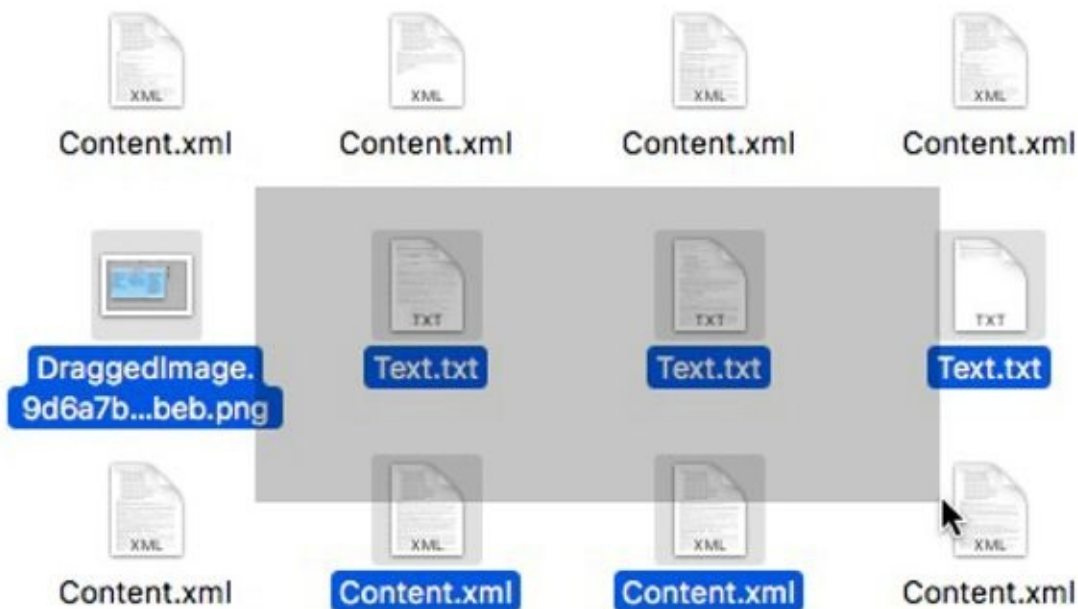 XML XML XML XML
Content.xml Content.xml Content.xml Content.xml
TXT TXT TXT
DraggedImage. Text.txt Text.txt Text.txt
9d6a7b...beb.png
XML XML XML XML
Content.xml Content.xml Content.xml Content.xml